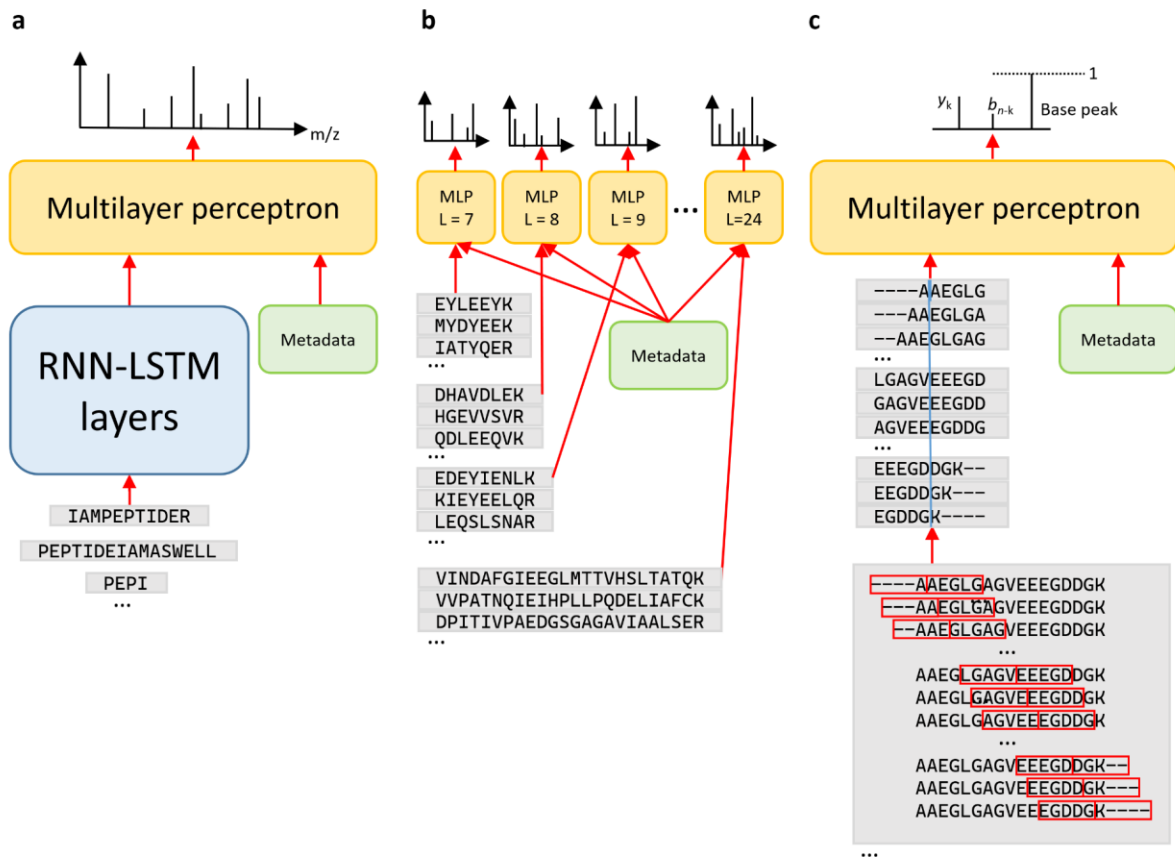 a
m/z
Multilayer perceptron
RNN-LSTM
layers
Metadata
IAMPEPTIDER
PEPTIDEIAMASWELL
PEPI
...
b
MLP
L = 7
MLP
L = 8
MLP
L = 9
...
MLP
L=24
EYLEEYK
MYDYEEK
IATYQER
...
Metadata
DHAVDLEK
HGEVVSVR
QDLEEQVK
...
EDEYIENLK
KIEYEELQR
LEQSLSNAR
...
VINDAFGIEEGLMTTVHSLTATQK
VVPATNQIEIHPLLPQDELIAFCK
DPITIVPAEDGSGAGAVIAALSER
...
c
1
yk
bn-k
Base peak
Multilayer perceptron
Metadata
----AAEGLG
---AAEGLGA
--AAEGLGAG
...
LGAGVEEEGD
GAGVEEEGDD
AGVEEEGDDG
...
EEEGDDGK--
EEGDDGK---
EGDDGK----
----AAEGLGAGVEEEGDDGK
---AAEGLGAGVEEEGDDGK
--AAEGLGAGVEEEGDDGK
...
AAEGLGAGVEEEGDDGK
AAEGLGAGVEEEGDDGK
AAEGLGAGVEEEGDDGK
...
AAEGLGAGVEEEGDDGK--
AAEGLGAGVEEEGDDGK---
AAEGLGAGVEEEGDDGK----
...